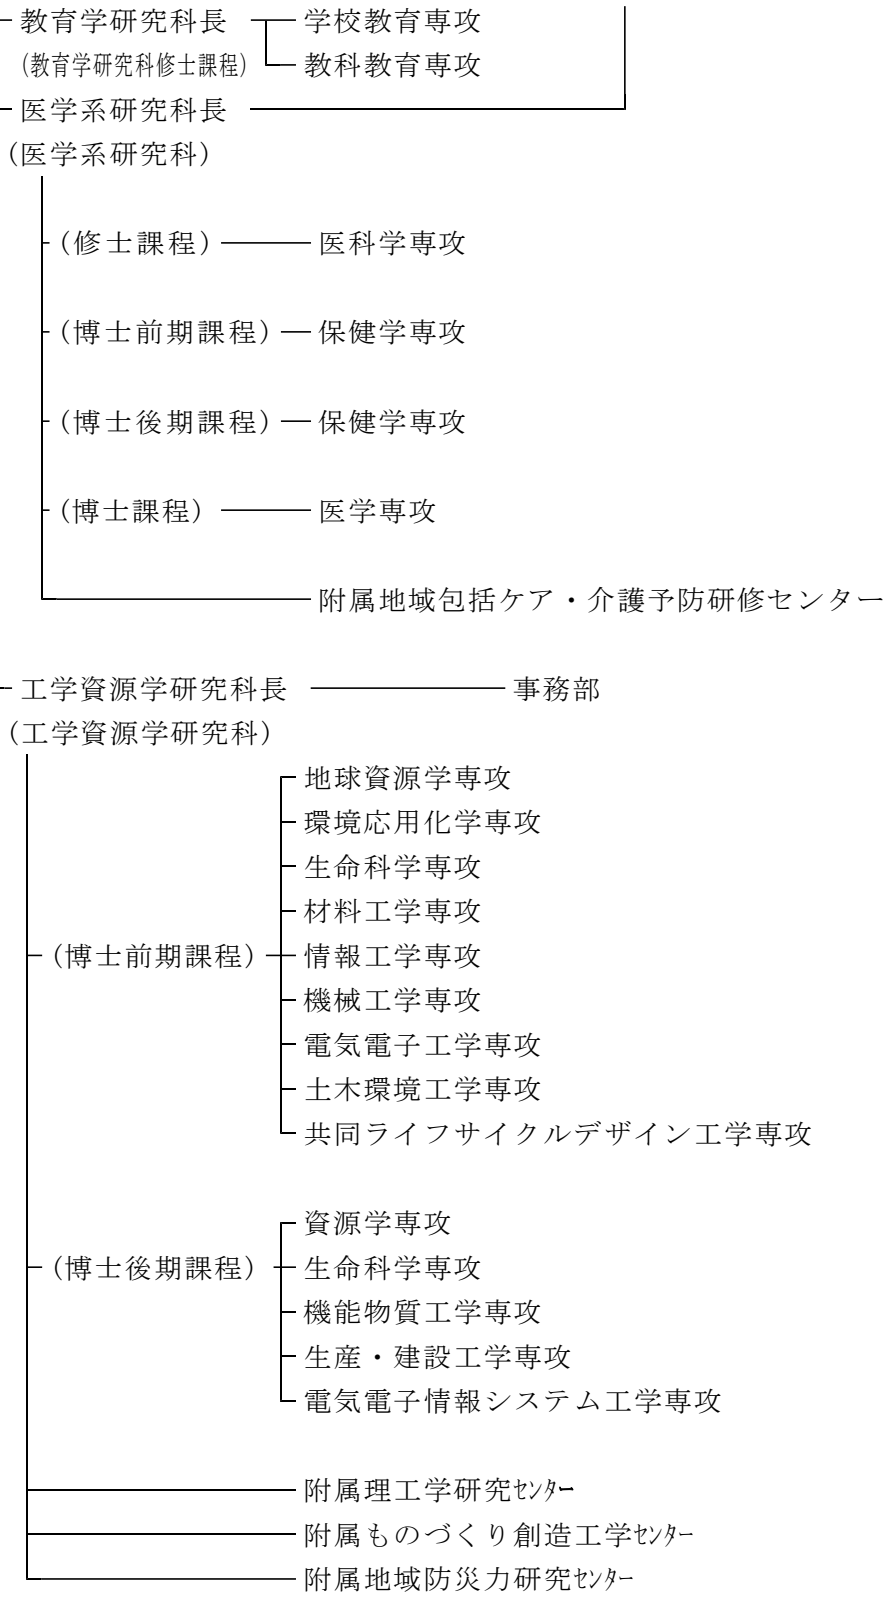 教育学研究科長 学校教育専攻
(教育学研究科修士課程) 教科教育専攻
医学系研究科長
(医学系研究科)
(修士課程) 医科学専攻
(博士前期課程) 保健学専攻
(博士後期課程) 保健学専攻
(博士課程) 医学専攻
附属地域包括ケア・介護予防研修センター
工学資源学研究科長 事務部
(工学資源学研究科)
地球資源学専攻
環境応用化学専攻
生命科学専攻
材料工学専攻
(博士前期課程) 情報工学専攻
機械工学専攻
電気電子工学専攻
土木環境工学専攻
共同ライフサイクルデザイン工学専攻
資源学専攻
(博士後期課程) 生命科学専攻
機能物質工学専攻
生産・建設工学専攻
電気電子情報システム工学専攻
附属理工学研究ｾﾝﾀｰ
附属ものづくり創造工学ｾﾝﾀｰ
附属地域防災力研究ｾﾝﾀｰ